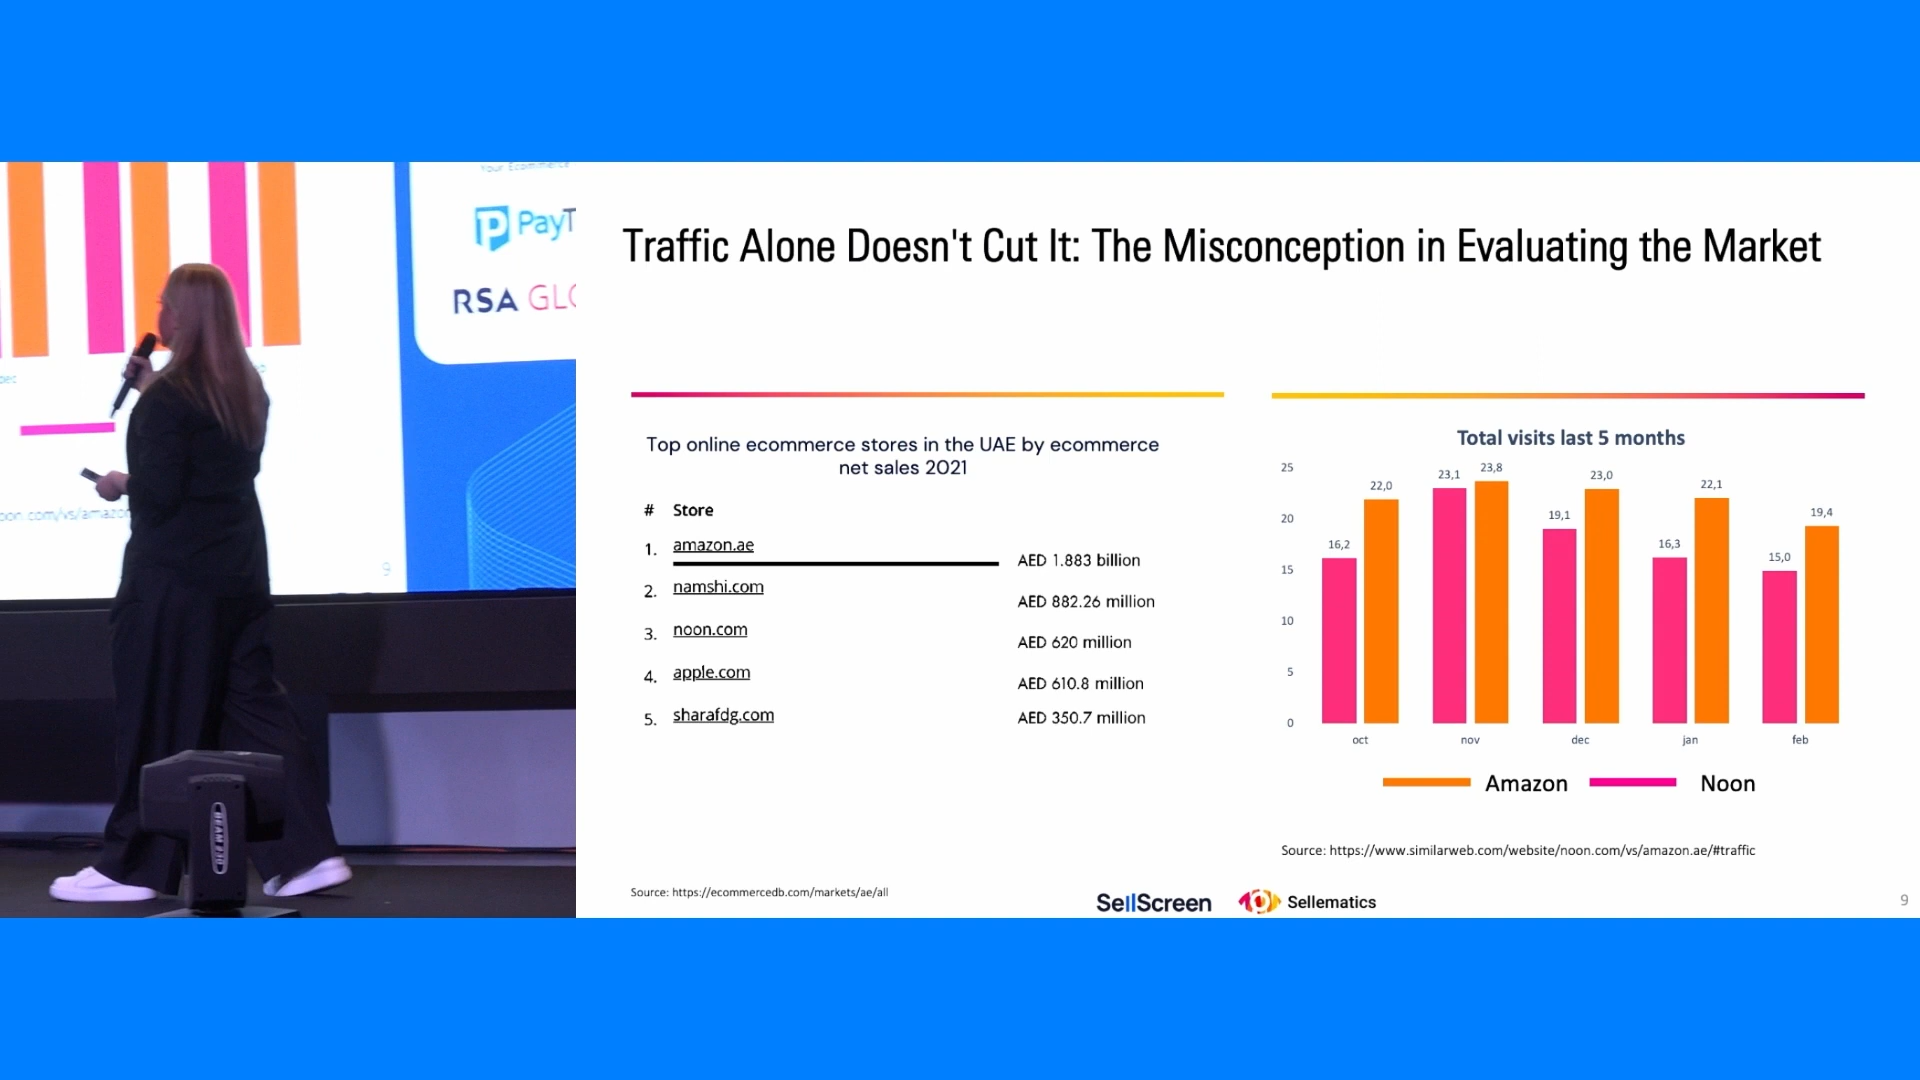 Your Ecommerce
PayT
RSA GLO
9
BEAM 230
Traffic Alone Doesn't Cut It: The Misconception in Evaluating the Market
Top online ecommerce stores in the UAE by ecommerce
net sales 2021
# Store
1. amazon.ae AED 1.883 billion
2. namshi.com AED 882.26 million
3. noon.com AED 620 million
4. apple.com AED 610.8 million
5. sharafdg.com AED 350.7 million
Source: https://ecommercedb.com/markets/ae/all
Total visits last 5 months
25
20
15
10
5
0
16,2 22,0 23,1 23,8 19,1 23,0 16,3 22,1 15,0 19,4
oct nov dec jan feb
Amazon Noon
Source: https://www.similarweb.com/website/noon.com/vs/amazon.ae/#traffic
SellScreen Sellematics
9